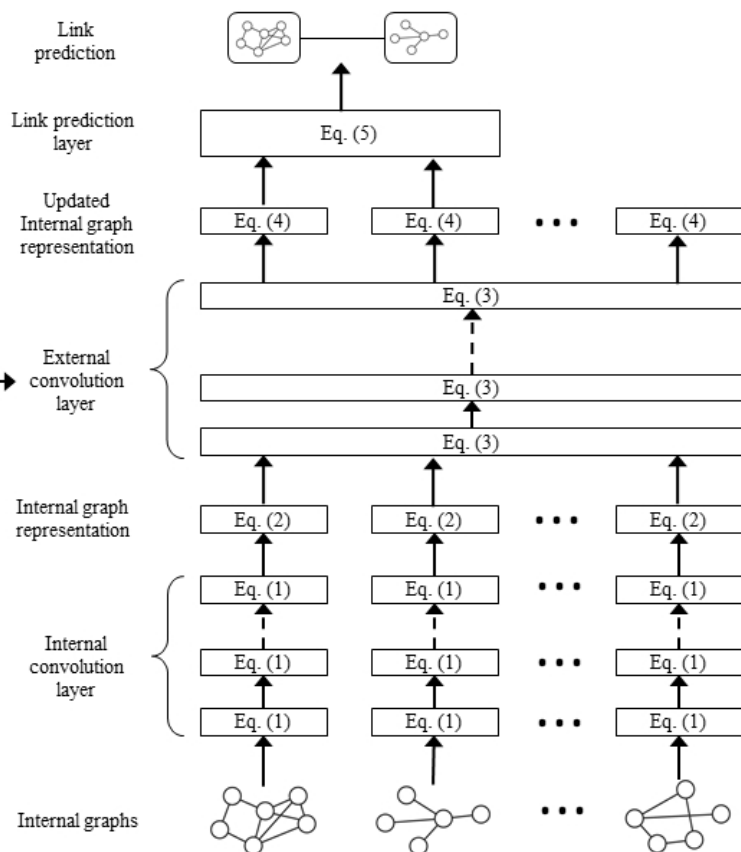 Link
prediction
Link prediction
layer
Eq. (5)
Updated
Internal graph
representation
Eq. (4) Eq. (4) Eq. (4)
Eq. (3)
External
convolution
layer
Eq. (3)
Eq. (3)
Internal graph
representation
Eq. (2) Eq. (2) Eq. (2)
Eq. (1) Eq. (1) Eq. (1)
Internal
convolution
layer
Eq. (1) Eq. (1) Eq. (1)
Eq. (1) Eq. (1) Eq. (1)
Internal graphs